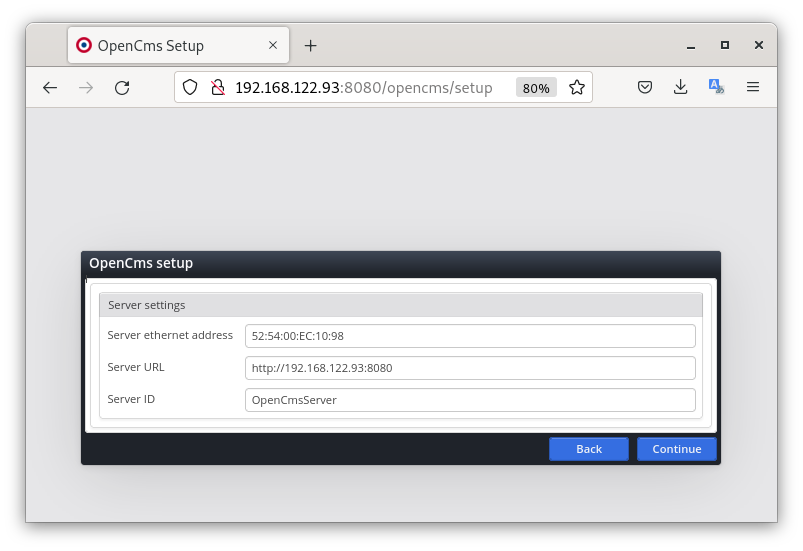 OpenCms Setup
192.168.122.93:8080/opencms/setup 80%
OpenCms setup
Server settings
Server ethernet address 52:54:00:EC:10:98
Server URL http://192.168.122.93:8080
Server ID OpenCmsServer
Back Continue